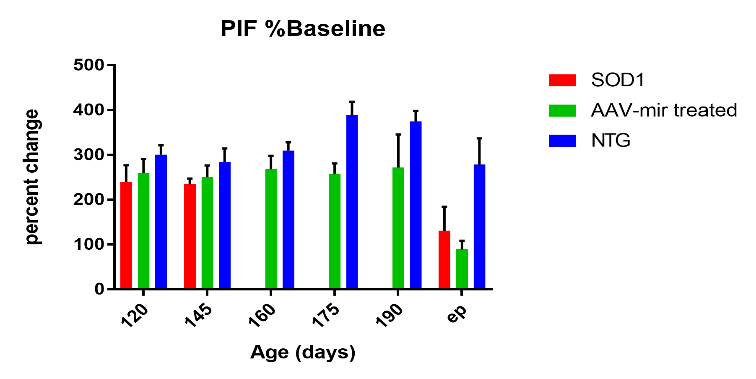 PIF %Baseline
percent change
500
400
300
200
100
0
120
145
160
175
190
ep
Age (days)
SOD1
AAV-mir treated
NTG